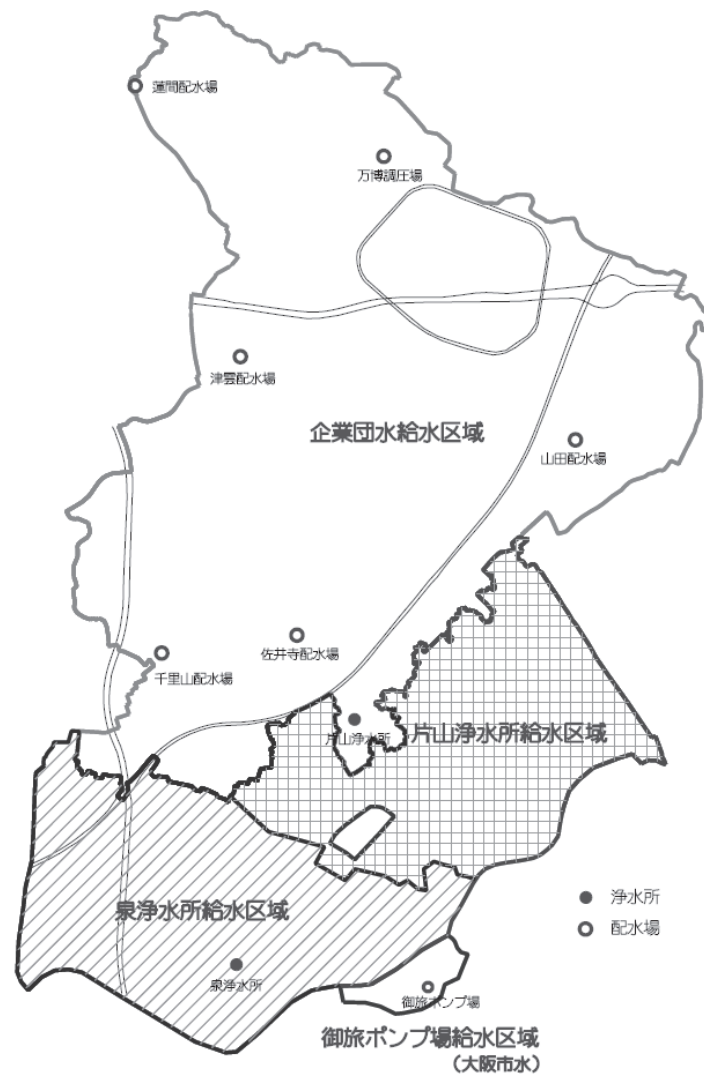 蓮間配水場
万博調圧場
津雲配水場
企業団水給水区域
山田配水場
佐井寺配水場
千里山配水場
片山浄水所
片山浄水所給水区域
浄水所
泉浄水所給水区域
配水場
泉浄水所
御旅ポンプ場
御旅ポンプ場給水区域
(大阪市水)